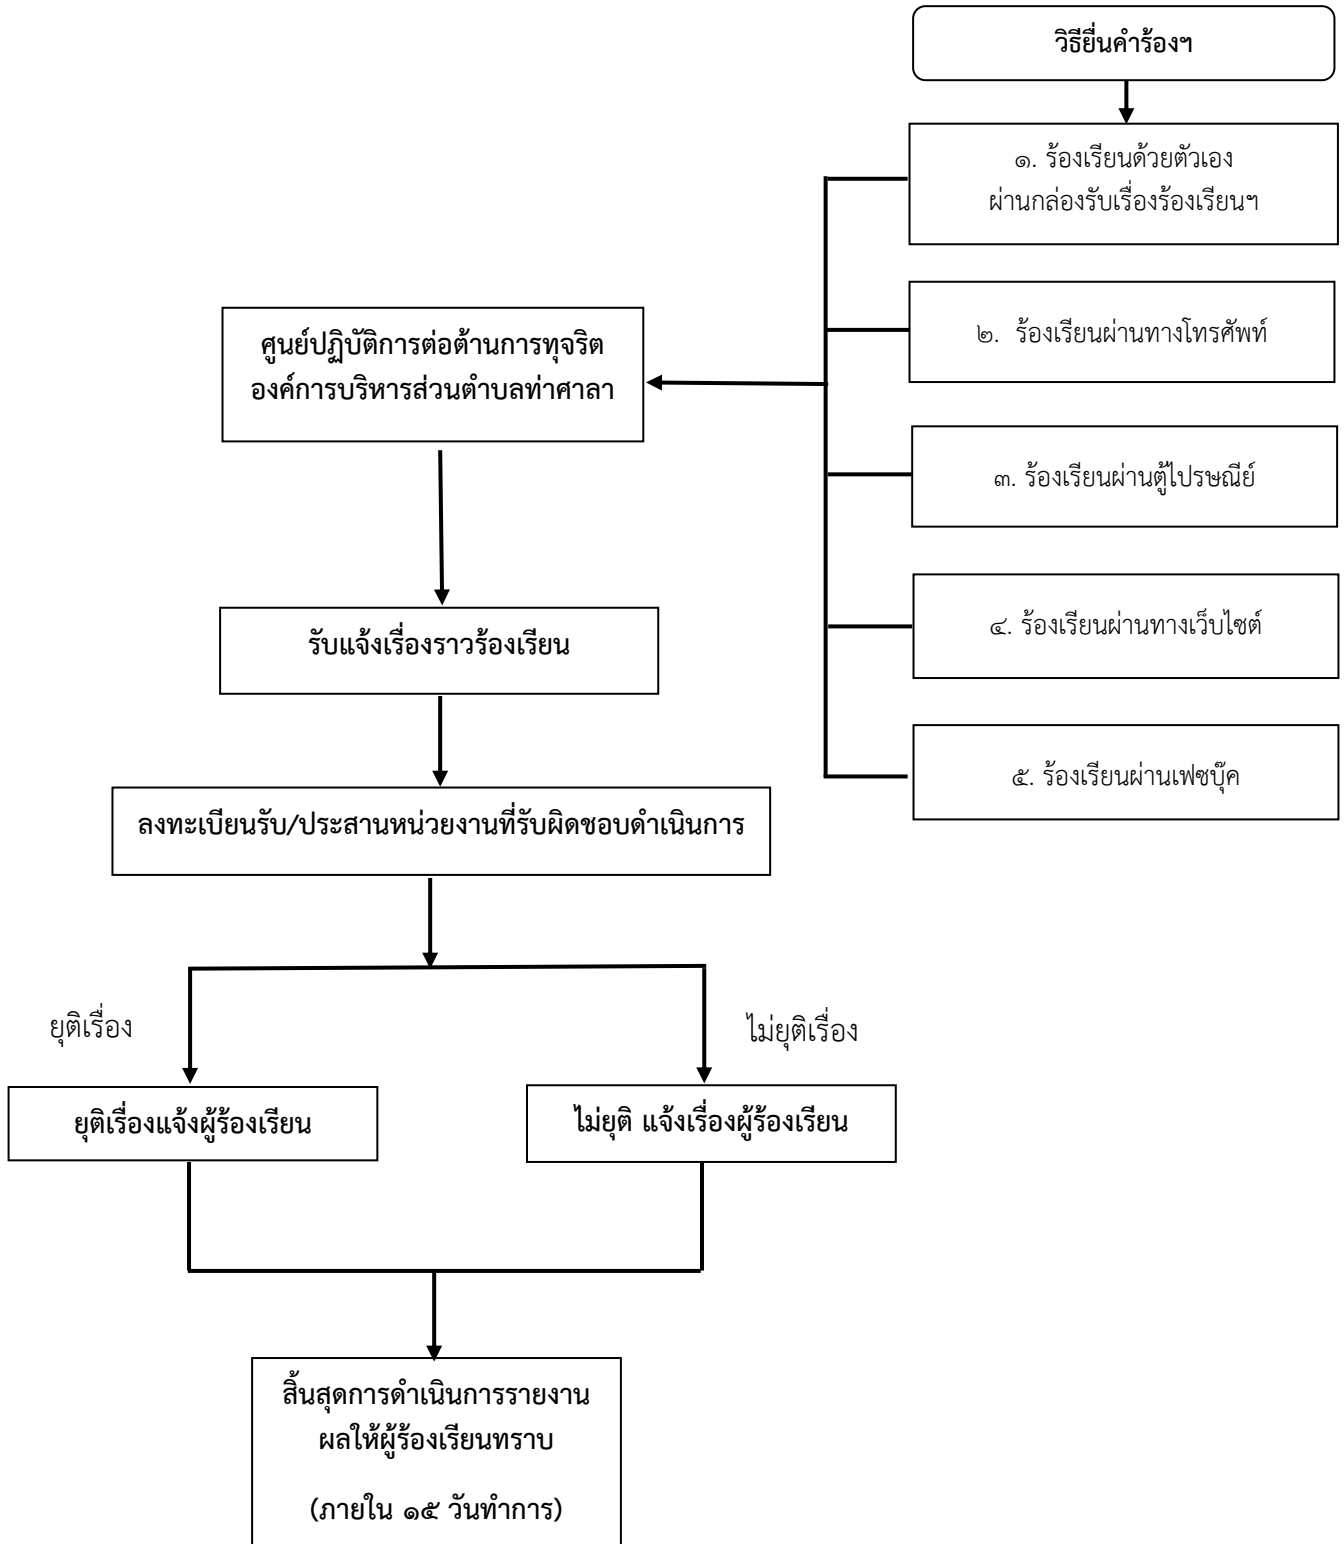 วิธียื่นคำร้องฯ
๑. ร้องเรียนด้วยตัวเอง
ผ่านกล่องรับเรื่องร้องเรียนฯ
๒. ร้องเรียนผ่านทางโทรศัพท์
๓. ร้องเรียนผ่านตู้ไปรษณีย์
๔. ร้องเรียนผ่านทางเว็บไซต์
๕. ร้องเรียนผ่านเฟซบุ๊ค
ศูนย์ปฏิบัติการต่อต้านการทุจริต
องค์การบริหารส่วนตำบลท่าศาลา
รับแจ้งเรื่องราวร้องเรียน
ลงทะเบียนรับ/ประสานหน่วยงานที่รับผิดชอบดำเนินการ
ยุติเรื่อง
ไม่ยุติเรื่อง
ยุติเรื่องแจ้งผู้ร้องเรียน
ไม่ยุติ แจ้งเรื่องผู้ร้องเรียน
สิ้นสุดการดำเนินการรายงาน
ผลให้ผู้ร้องเรียนทราบ
(ภายใน ๑๕ วันทำการ)